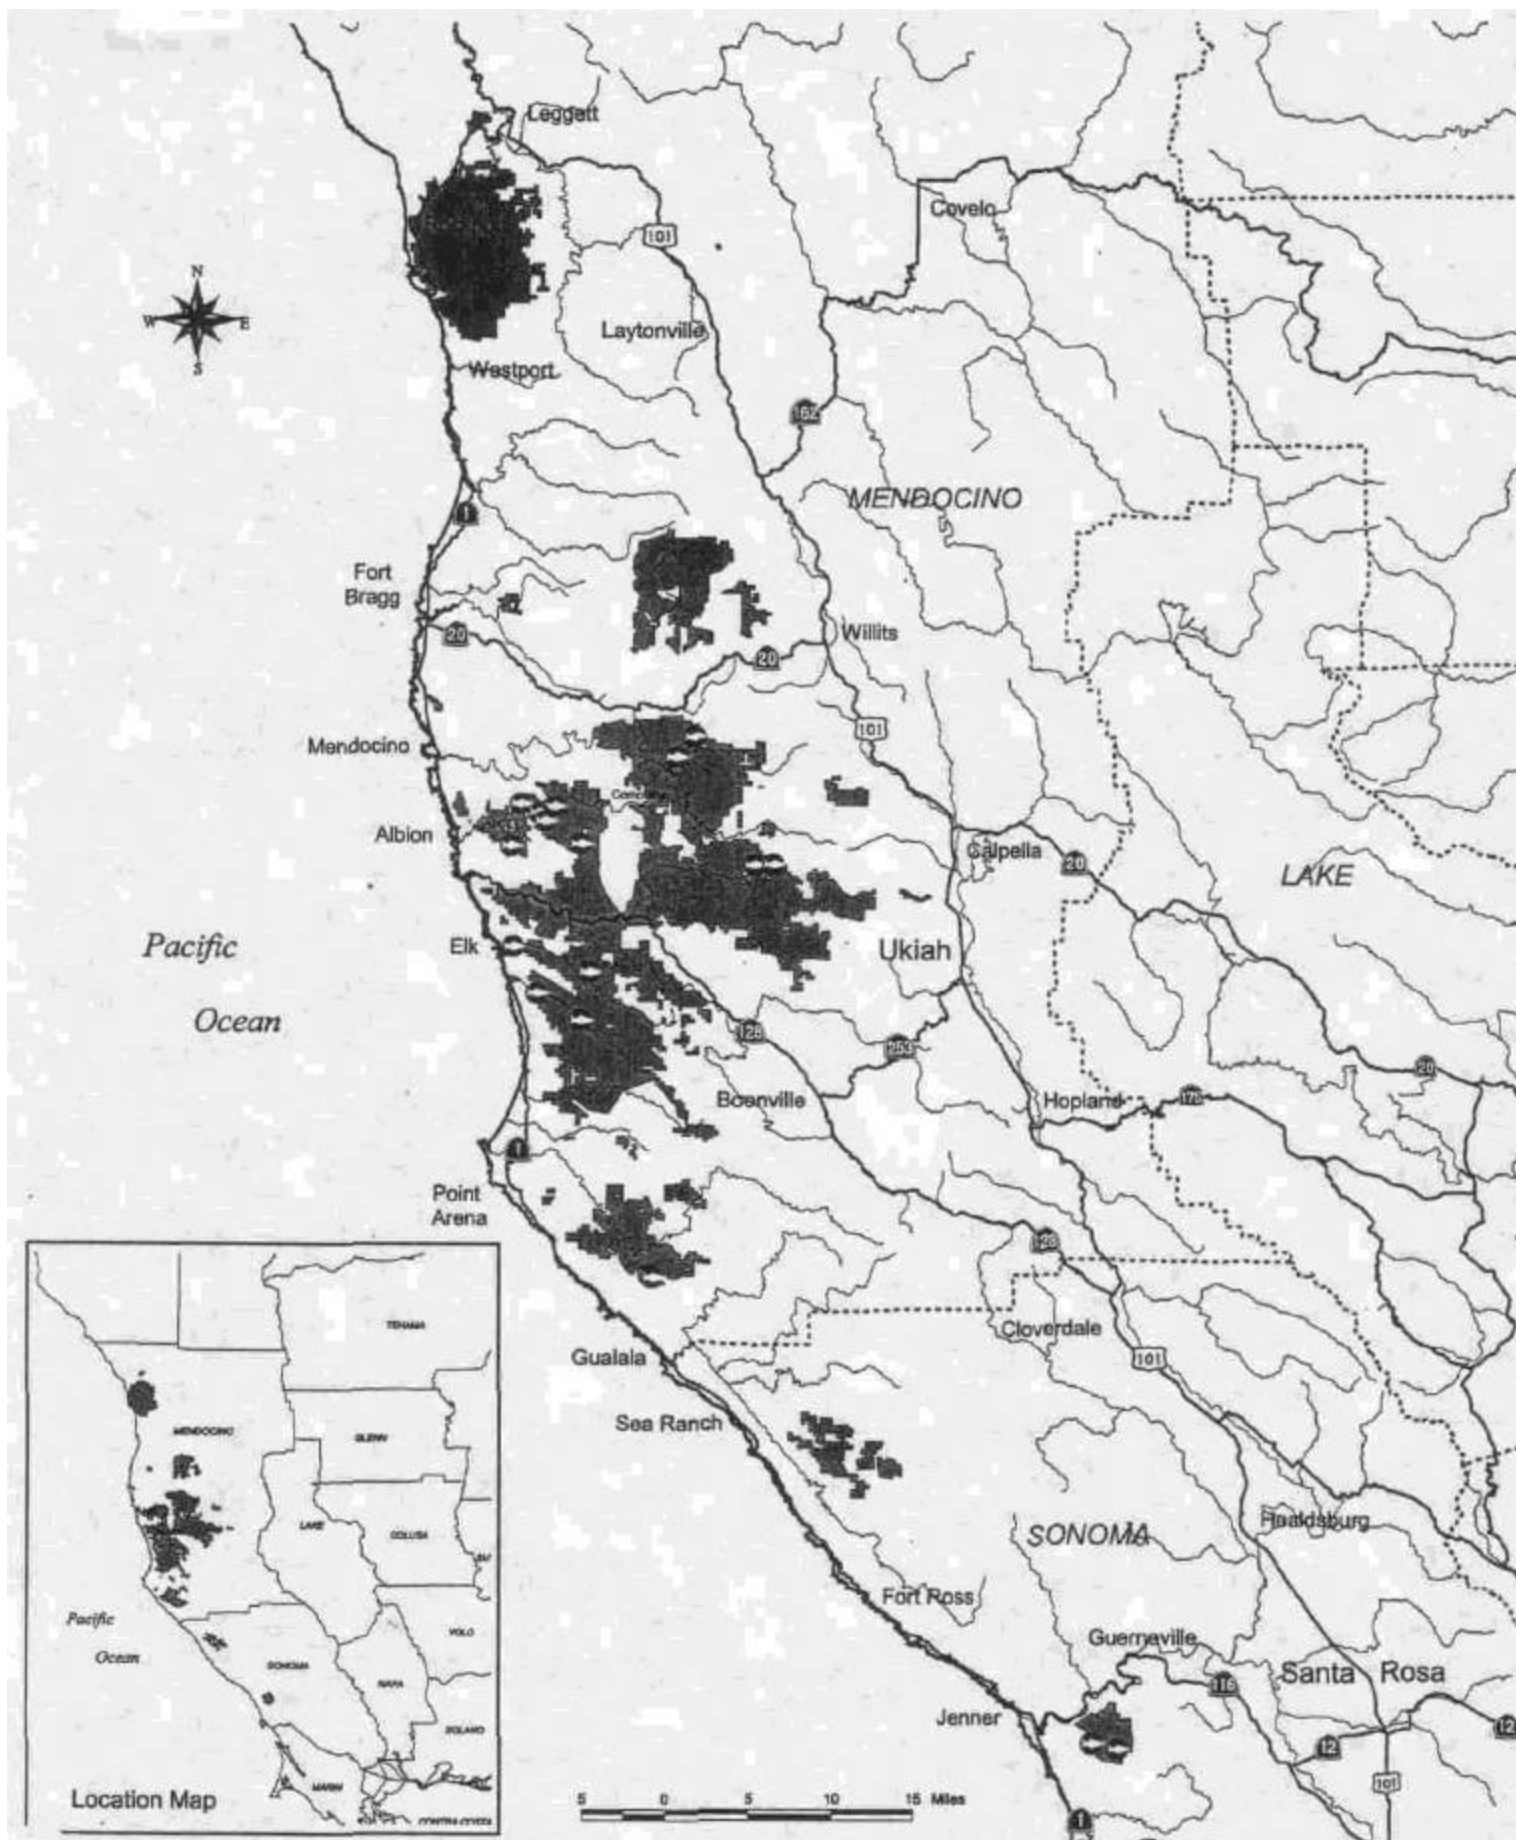 Leggett
Covelo
101
N
W E
S
Laytonville
Westport
162
MENDOCINO
1
Fort
Bragg
20
Willits
20
101
Mendocino
Albion
Calpella
20
LAKE
Elk
Ukiah
Pacific
Ocean
128
253
20
Boonville
Hopland
175
1
Point
Arena
128
Cloverdale
101
Gualala
Sea Ranch
Healdsburg
SONOMA
Fort Ross
Guerneville
Santa Rosa
116
Jenner
12
12
101
1
5 0 5 10 15 Miles
TEHAMA
MENDOCINO
GLENN
LAKE
COLUSA
Pacific
Ocean
YOLO
SONOMA
NAPA
SOLANO
MARIN
Location Map
CONTRA COSTA